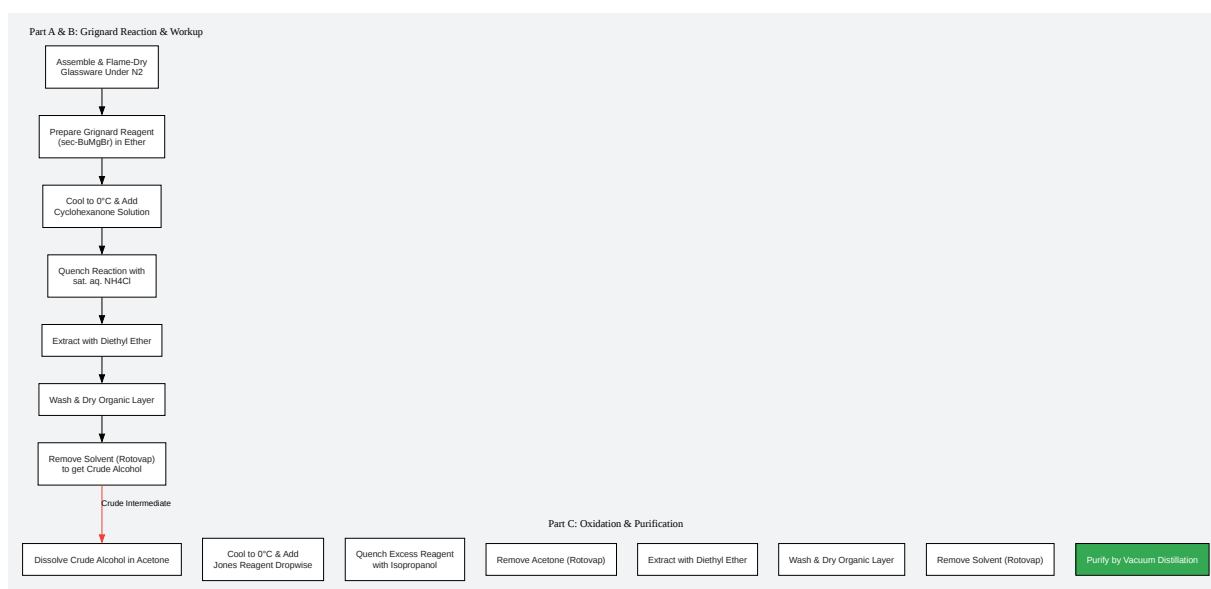 Part A & B: Grignard Reaction & Workup
Assemble & Flame-Dry
Glassware Under N2
Prepare Grignard Reagent
(sec-BuMgBr) in Ether
Cool to 0°C & Add
Cyclohexanone Solution
Quench Reaction with
sat. aq. NH4Cl
Extract with Diethyl Ether
Wash & Dry Organic Layer
Remove Solvent (Rotovap)
to get Crude Alcohol
Crude Intermediate
Part C: Oxidation & Purification
Dissolve Crude Alcohol in Acetone
Cool to 0°C & Add
Jones Reagent Dropwise
Quench Excess Reagent
with Isopropanol
Remove Acetone (Rotovap)
Extract with Diethyl Ether
Wash & Dry Organic Layer
Remove Solvent (Rotovap)
Purify by Vacuum Distillation